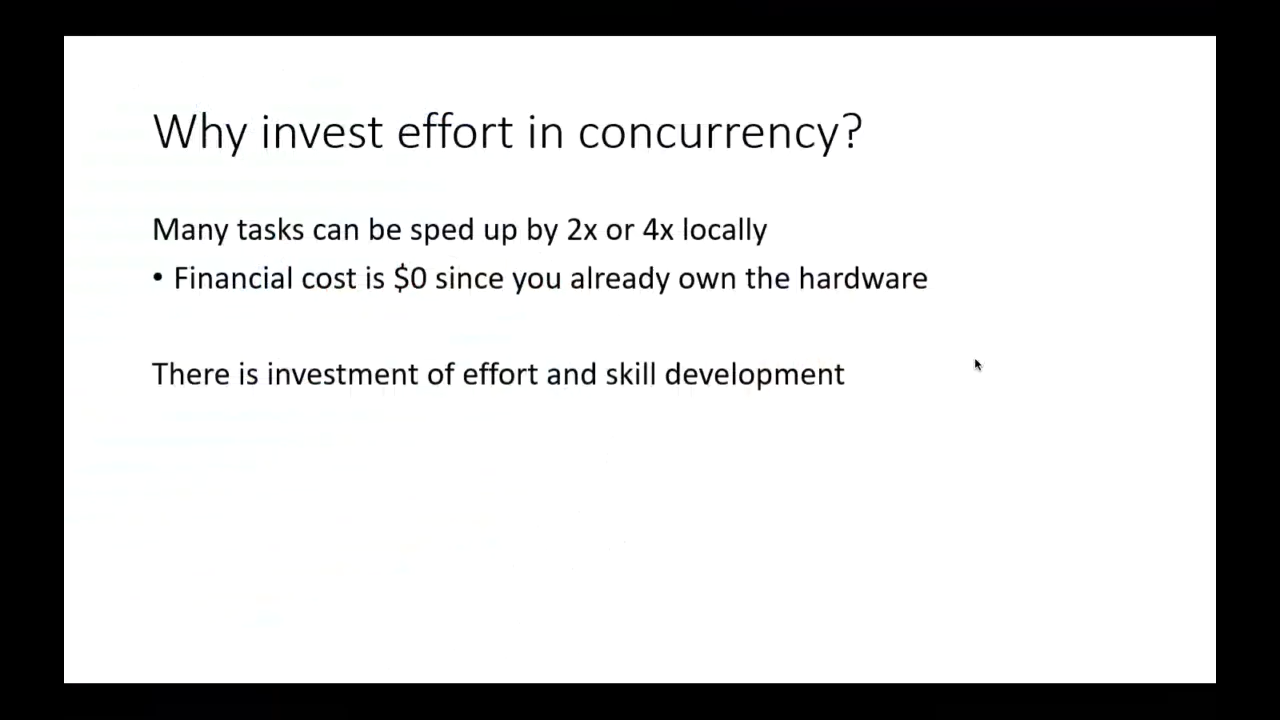 Why invest effort in concurrency?
Many tasks can be sped up by 2x or 4x locally
• Financial cost is $0 since you already own the hardware
There is investment of effort and skill development